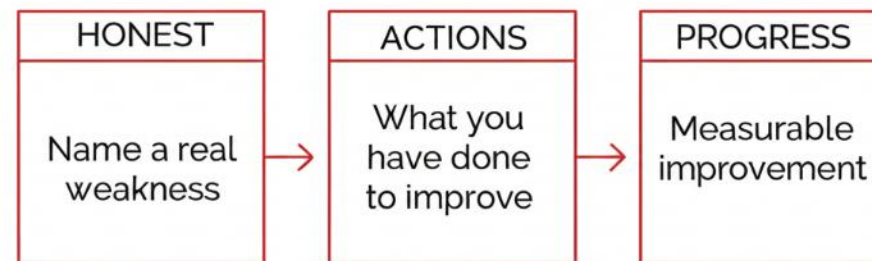 HONEST
Name a real
weakness
ACTIONS
What you
have done
to improve
PROGRESS
Measurable
improvement